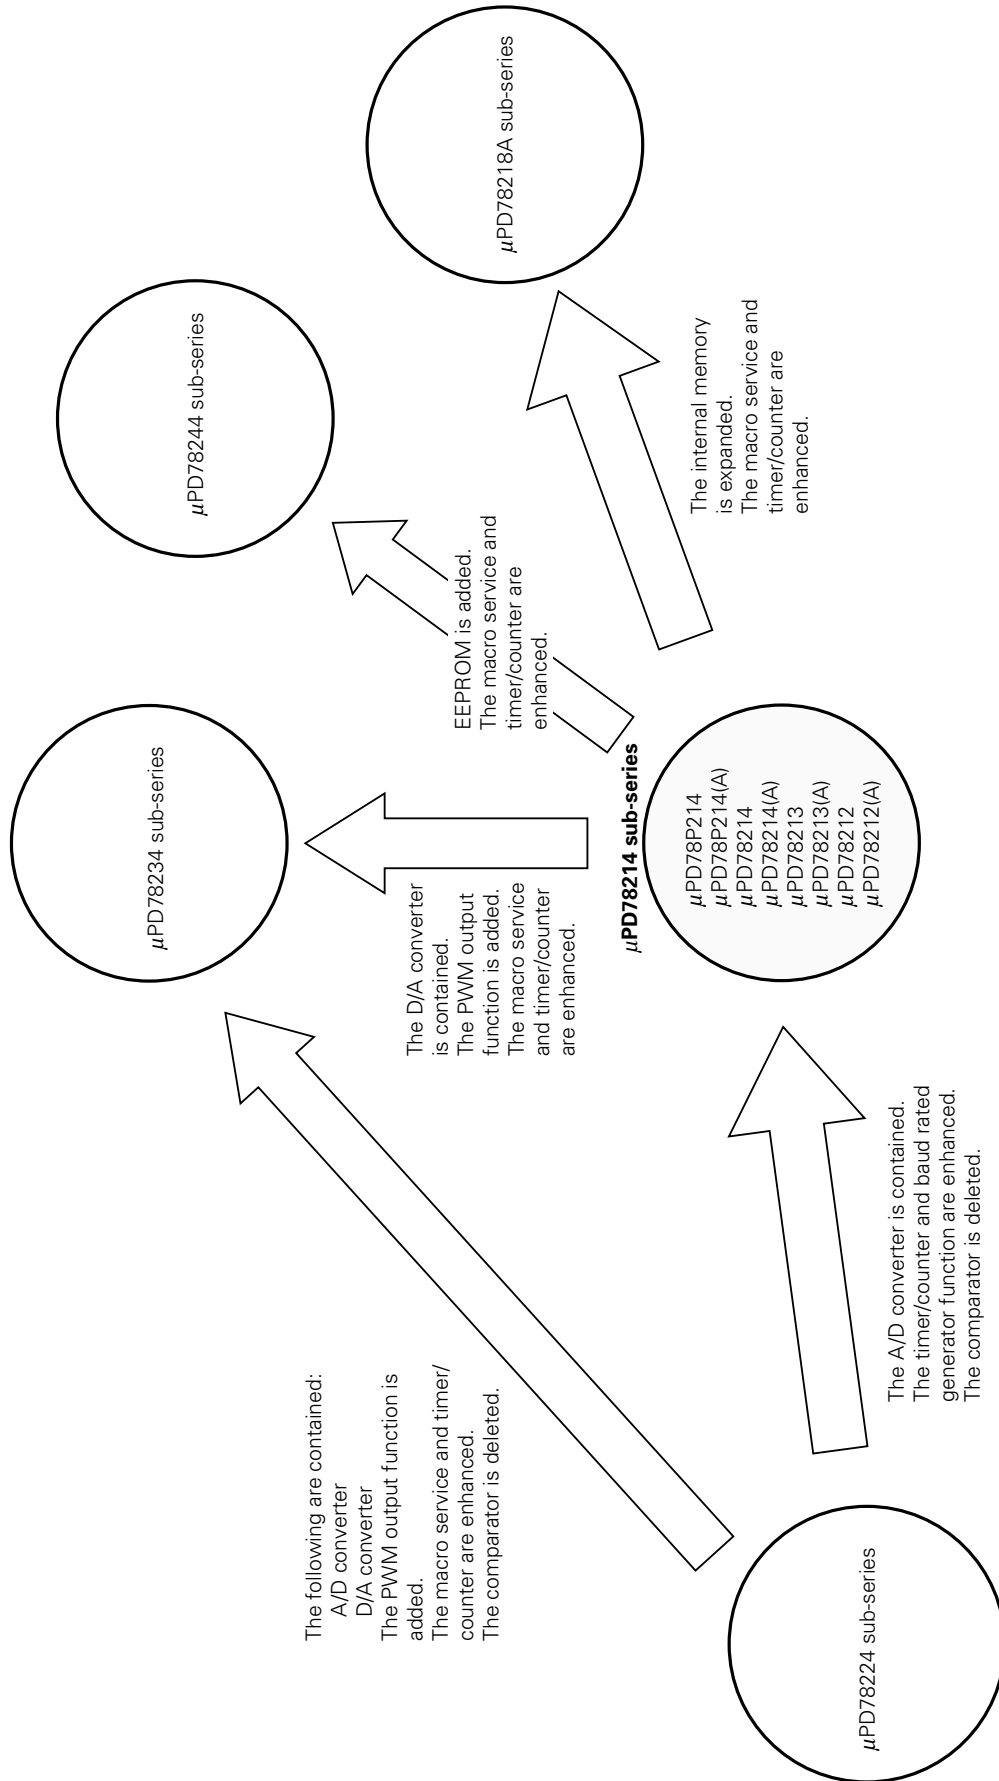 The following are contained:
A/D converter
D/A converter
The PWM output function is
added.
The macro service and timer/
counter are enhanced.
The comparator is deleted.
μPD78224 sub-series
μPD78234 sub-series
The D/A converter
is contained.
The PWM output
function is added.
The macro service
and timer/counter
are enhanced.
The A/D converter is contained.
The timer/counter and baud rated
generator function are enhanced.
The comparator is deleted.
μPD78214 sub-series
μPD78P214
μPD78P214(A)
μPD78214
μPD78214(A)
μPD78213
μPD78213(A)
μPD78212
μPD78212(A)
μPD78244 sub-series
EEPROM is added.
The macro service and
timer/counter are
enhanced.
The internal memory
is expanded.
The macro service and
timer/counter are
enhanced.
μPD78218A sub-series